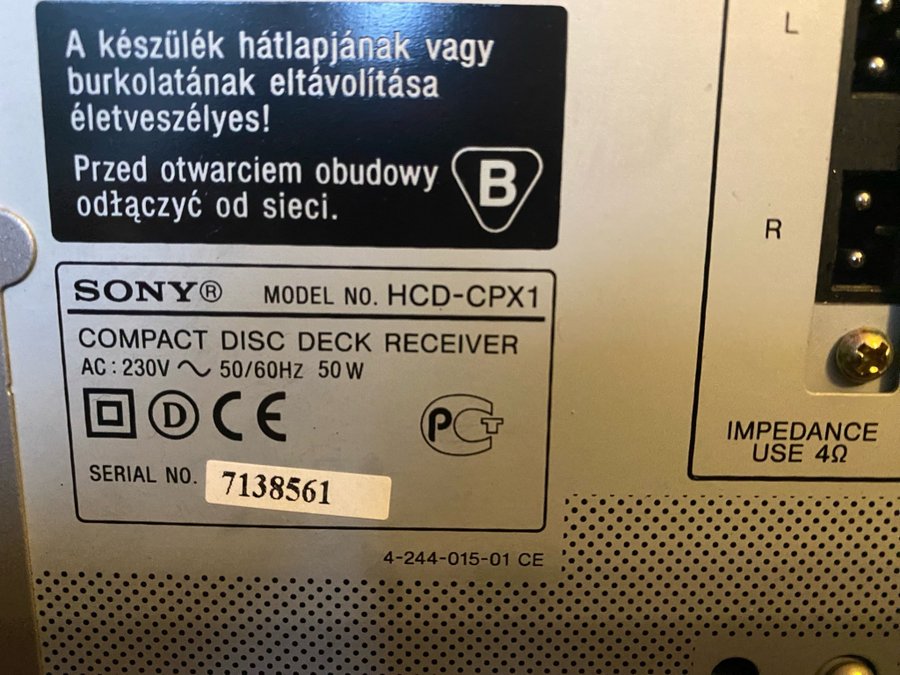 A készülék hátlapjának vagy
burkolatának eltávolítása
életveszélyes!
Przed otwarciem obudowy
odłączyć od sieci.
B
SONY® MODEL NO. HCD-CPX1
COMPACT DISC DECK RECEIVER
AC : 230V ~ 50/60Hz 50 W
D CE PCT
SERIAL NO. 7138561
4-244-015-01 CE
L
R
IMPEDANCE
USE 4Ω